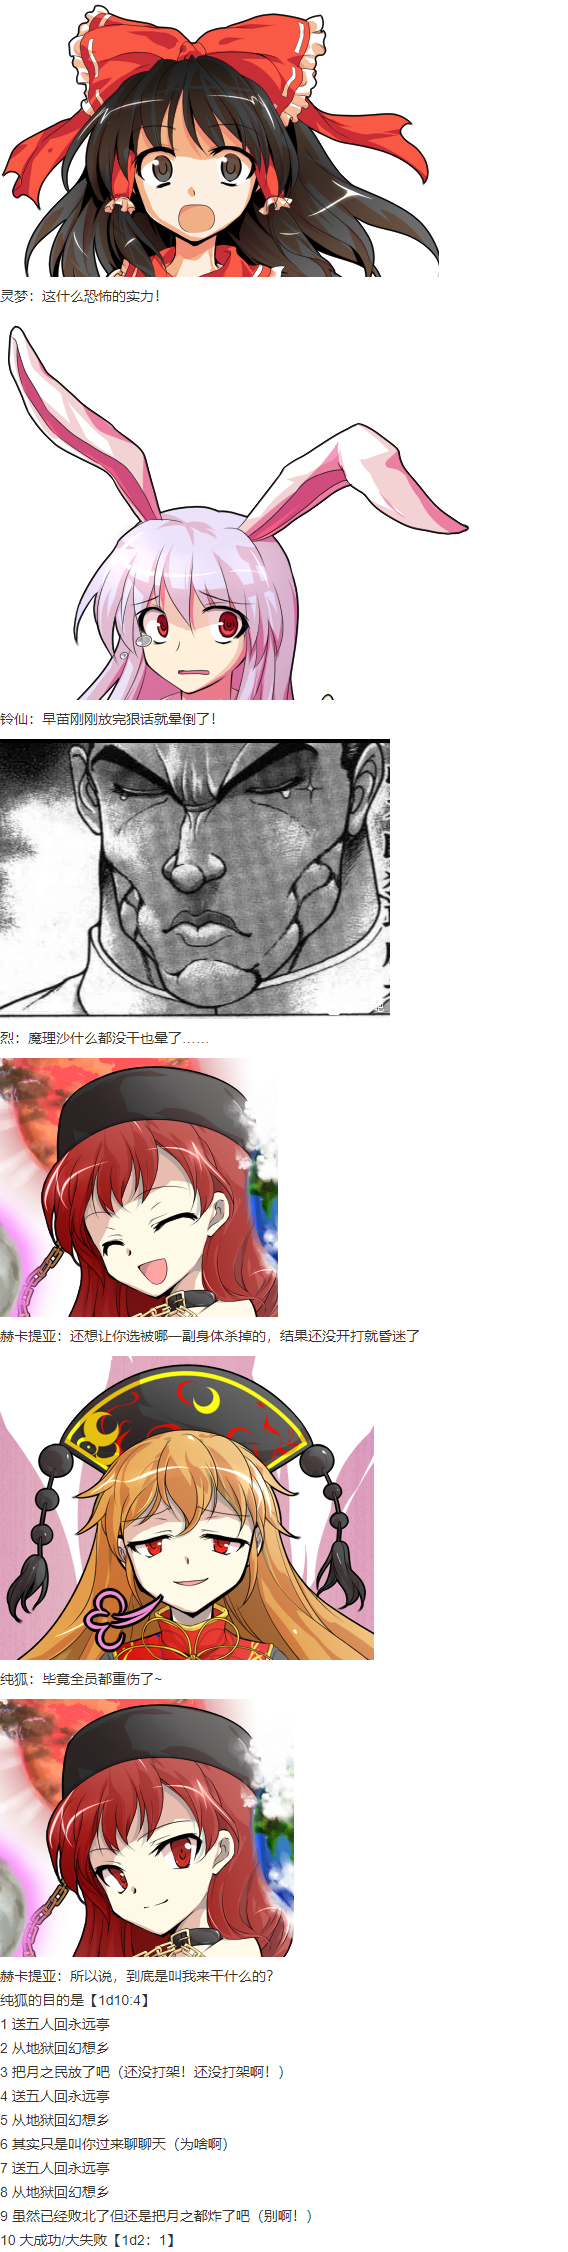 灵梦：这什么恐怖的实力！
铃仙：早苗刚刚放完狠话就晕倒了！
烈：魔理沙什么都没干也晕了……
赫卡提亚：还想让你选被哪一副身体杀掉的，结果还没开打就昏迷了
纯狐：毕竟全员都重伤了~
赫卡提亚：所以说，到底是叫我来干什么的？
纯狐的目的是【1d10:4】
1 送五人回永远亭
2 从地狱回幻想乡
3 把月之民放了吧（还没打架！还没打架啊！）
4 送五人回永远亭
5 从地狱回幻想乡
6 其实只是叫你过来聊聊天（为啥啊）
7 送五人回永远亭
8 从地狱回幻想乡
9 虽然已经败北了但还是把月之都炸了吧（别啊！）
10 大成功/大失败【1d2：1】